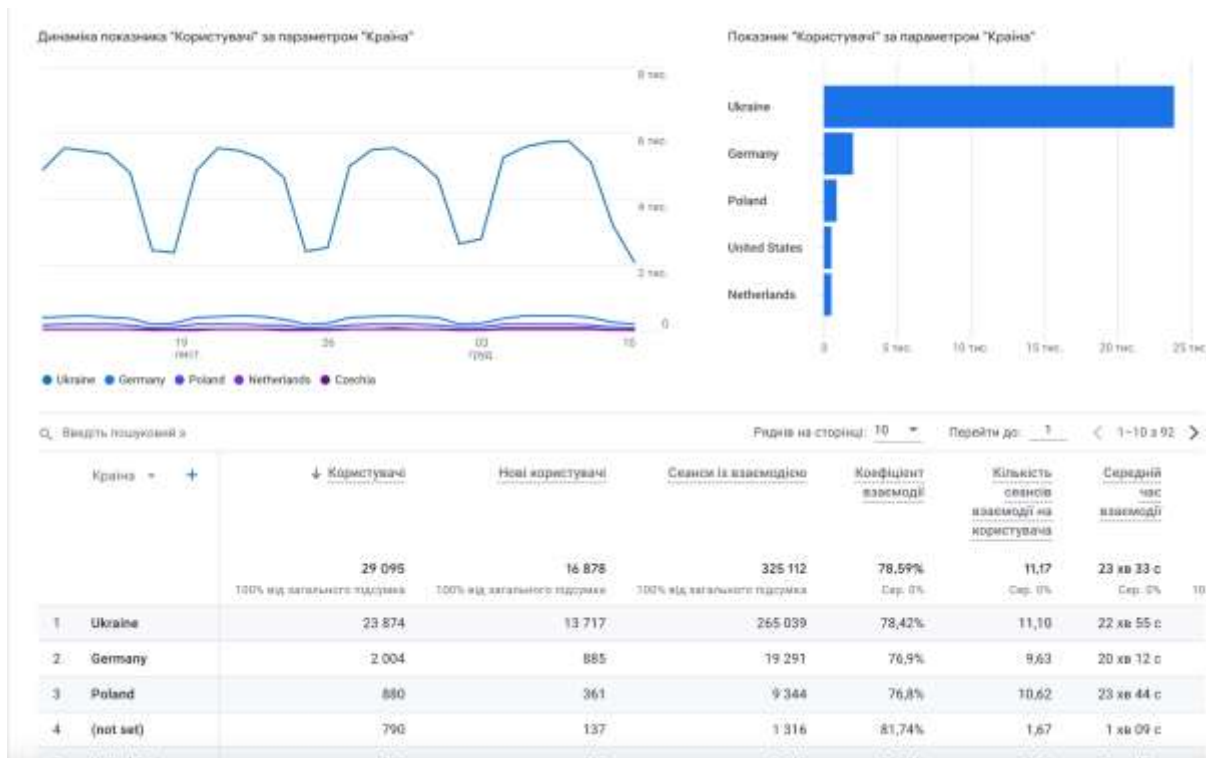 Динаміка показника "Користувачі" за параметром "Країна"
8 тис.
6 тис.
4 тис.
2 тис.
0
19
лист.
26
03
груд.
10
Ukraine Germany Poland Netherlands Czechia
Показник "Користувачі" за параметром "Країна"
Ukraine
Germany
Poland
United States
Netherlands
0 5 тис. 10 тис. 15 тис. 20 тис. 25 тис
Введіть пошуковий з
Рядків на сторінці: 10 Перейти до: 1 1–10 з 92
Країна + ↓ Користувачі Нові користувачі Сеанси із взаємодією Коефіцієнт взаємодії Кількість сеансів взаємодії на користувача Середній час взаємодії
29 095 16 878 325 112 78,59% 11,17 23 хв 33 с
100% від загального підсумка 100% від загального підсумка 100% від загального підсумка Сер. 0% Сер. 0% Сер. 0% 10
1 Ukraine 23 874 13 717 265 039 78,42% 11,10 22 хв 55 с
2 Germany 2 004 885 19 291 76,9% 9,63 20 хв 12 с
3 Poland 880 361 9 344 76,8% 10,62 23 хв 44 с
4 (not set) 790 137 1 316 81,74% 1,67 1 хв 09 с